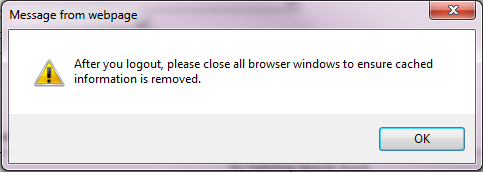 Message from webpage
After you logout, please close all browser windows to ensure cached
information is removed.
OK